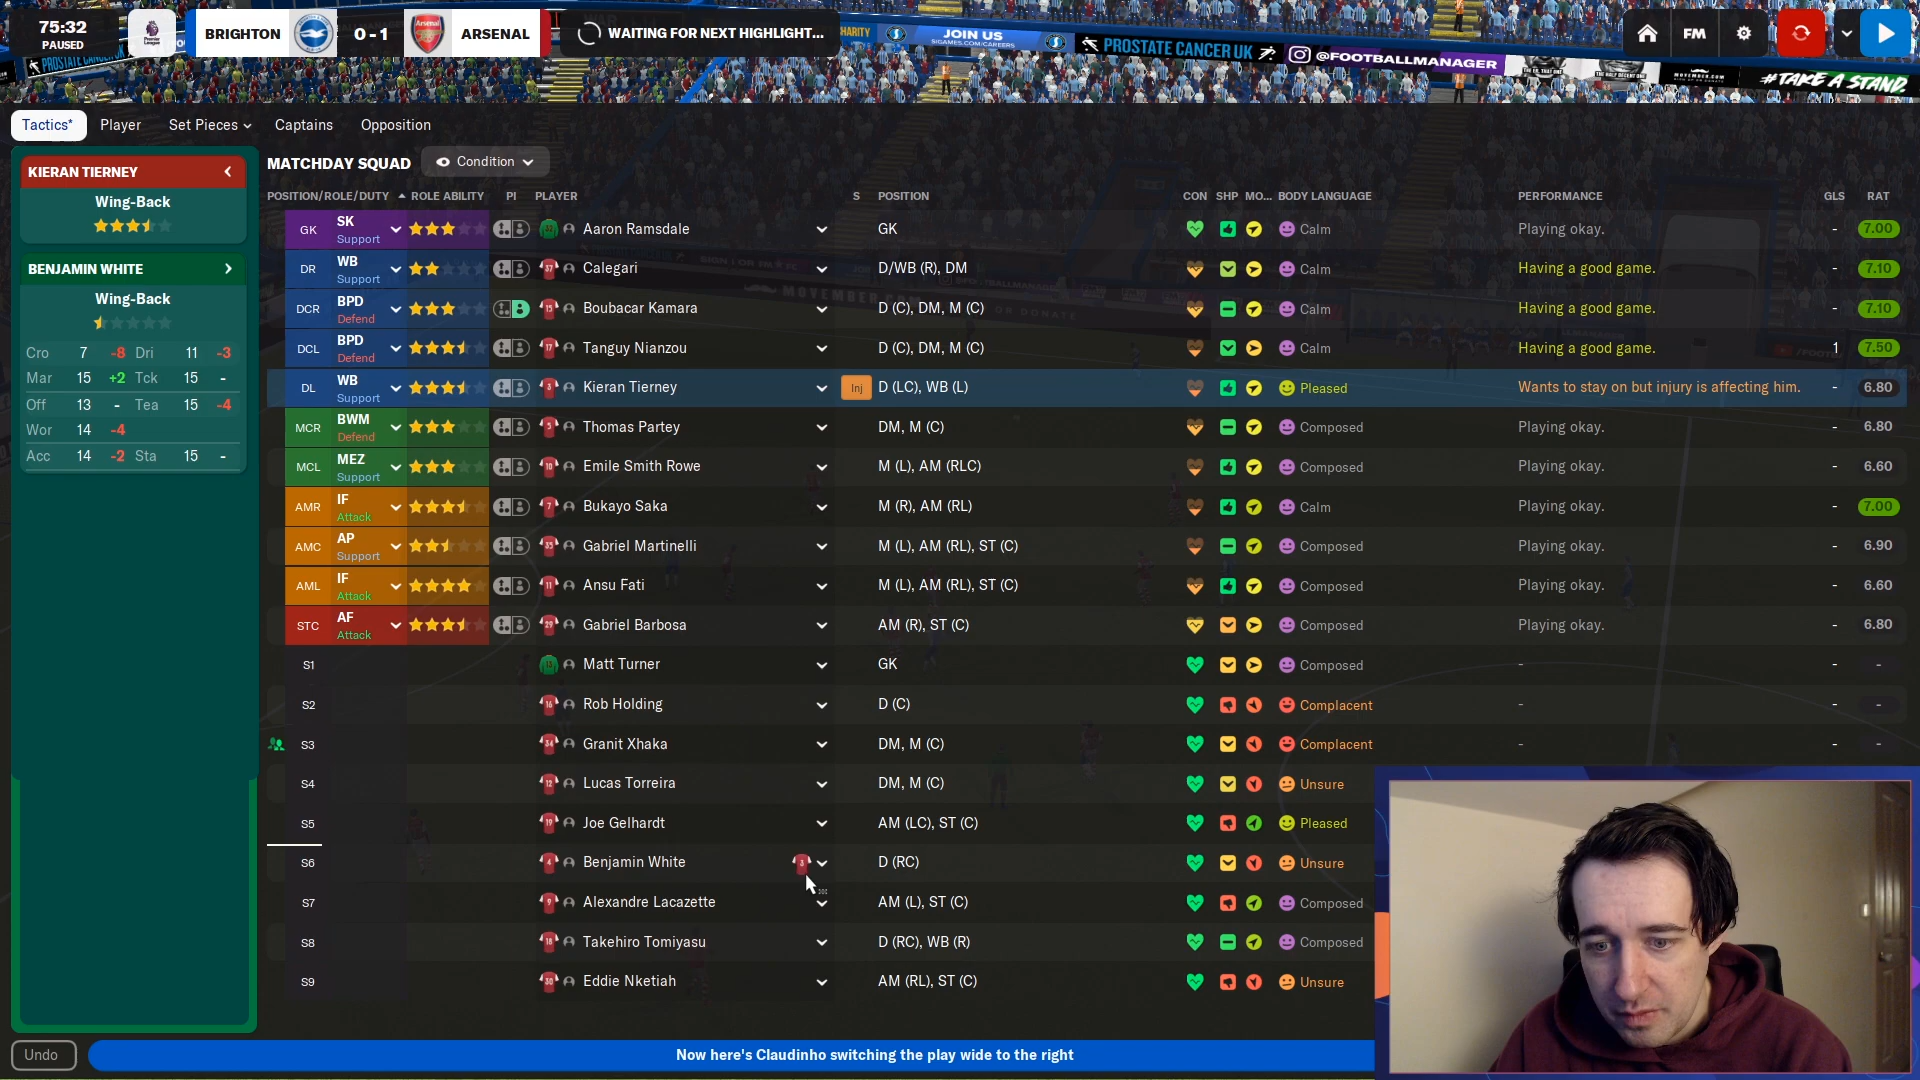 75:32
PAUSED
BRIGHTON
0 - 1
Arsenal
ARSENAL
WAITING FOR NEXT HIGHLIGHT...
CHARITY
JOIN US
SIGAMES.COM/CAREERS
PROSTATE CANCER UK
@FOOTBALLMANAGER
#TAKE A STAND.
FM
PROSTATE CANC
Tactics*
Player
Set Pieces
Captains
Opposition
KIERAN TIERNEY
Wing-Back
BENJAMIN WHITE
Wing-Back
Cro 7 -8 Dri 11 -3
Mar 15 +2 Tck 15 -
Off 13 - Tea 15 -4
Wor 14 -4
Acc 14 -2 Sta 15 -
MATCHDAY SQUAD
Condition
POSITION/ROLE/DUTY ROLE ABILITY PI PLAYER S POSITION CON SHP MO... BODY LANGUAGE PERFORMANCE GLS RAT
GK SK Support Aaron Ramsdale GK Calm Playing okay. - 7.00
DR WB Support Calegari D/WB (R), DM Calm Having a good game. - 7.10
DCR BPD Defend Boubacar Kamara D (C), DM, M (C) Calm Having a good game. - 7.10
DCL BPD Defend Tanguy Nianzou D (C), DM, M (C) Calm Having a good game. 1 7.50
DL WB Support Kieran Tierney Inj D (LC), WB (L) Pleased Wants to stay on but injury is affecting him. - 6.80
MCR BWM Defend Thomas Partey DM, M (C) Composed Playing okay. - 6.80
MCL MEZ Support Emile Smith Rowe M (L), AM (RLC) Composed Playing okay. - 6.60
AMR IF Attack Bukayo Saka M (R), AM (RL) Calm Playing okay. - 7.00
AMC AP Support Gabriel Martinelli M (L), AM (RL), ST (C) Composed Playing okay. - 6.90
AML IF Attack Ansu Fati M (L), AM (RL), ST (C) Composed Playing okay. - 6.60
STC AF Attack Gabriel Barbosa AM (R), ST (C) Composed Playing okay. - 6.80
S1 Matt Turner GK Composed - - -
S2 Rob Holding D (C) Complacent - - -
S3 Granit Xhaka DM, M (C) Complacent - - -
S4 Lucas Torreira DM, M (C) Unsure
S5 Joe Gelhardt AM (LC), ST (C) Pleased
S6 Benjamin White D (RC) Unsure
S7 Alexandre Lacazette AM (L), ST (C) Composed
S8 Takehiro Tomiyasu D (RC), WB (R) Composed
S9 Eddie Nketiah AM (RL), ST (C) Unsure
Undo
Now here's Claudinho switching the play wide to the right